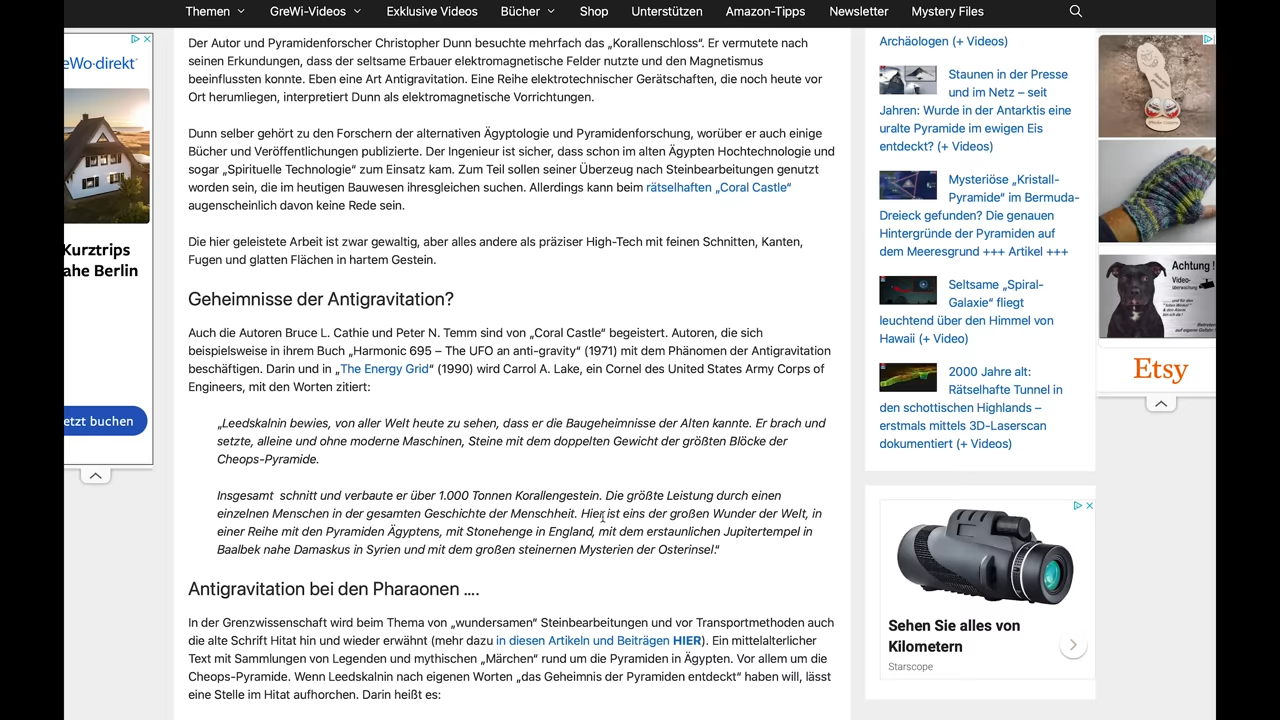 Themen
GreWi-Videos
Exklusive Videos
Bücher
Shop
Unterstützen
Amazon-Tipps
Newsletter
Mystery Files
Der Autor und Pyramidenforscher Christopher Dunn besuchte mehrfach das „Korallenschloss“. Er vermutete nach
seinen Erkundungen, dass der seltsame Erbauer elektromagnetische Felder nutzte und den Magnetismus
beeinflussten konnte. Eben eine Art Antigravitation. Eine Reihe elektrotechnischer Gerätschaften, die noch heute vor
Ort herumliegen, interpretiert Dunn als elektromagnetische Vorrichtungen.
Dunn selber gehört zu den Forschern der alternativen Ägyptologie und Pyramidenforschung, worüber er auch einige
Bücher und Veröffentlichungen publizierte. Der Ingenieur ist sicher, dass schon im alten Ägypten Hochtechnologie und
sogar „Spirituelle Technologie“ zum Einsatz kam. Zum Teil sollen seiner Überzeug nach Steinbearbeitungen genutzt
worden sein, die im heutigen Bauwesen ihresgleichen suchen. Allerdings kann beim rätselhaften „Coral Castle“
augenscheinlich davon keine Rede sein.
Die hier geleistete Arbeit ist zwar gewaltig, aber alles andere als präziser High-Tech mit feinen Schnitten, Kanten,
Fugen und glatten Flächen in hartem Gestein.
Geheimnisse der Antigravitation?
Auch die Autoren Bruce L. Cathie und Peter N. Temm sind von „Coral Castle“ begeistert. Autoren, die sich
beispielsweise in ihrem Buch „Harmonic 695 – The UFO an anti-gravity“ (1971) mit dem Phänomen der Antigravitation
beschäftigen. Darin und in „The Energy Grid“ (1990) wird Carrol A. Lake, ein Cornel des United States Army Corps of
Engineers, mit den Worten zitiert:
„Leedskalnin bewies, von aller Welt heute zu sehen, dass er die Baugeheimnisse der Alten kannte. Er brach und
setzte, alleine und ohne moderne Maschinen, Steine mit dem doppelten Gewicht der größten Blöcke der
Cheops-Pyramide.
Insgesamt schnitt und verbaute er über 1.000 Tonnen Korallengestein. Die größte Leistung durch einen
einzelnen Menschen in der gesamten Geschichte der Menschheit. Hier ist eins der großen Wunder der Welt, in
einer Reihe mit den Pyramiden Ägyptens, mit Stonehenge in England, mit dem erstaunlichen Jupitertempel in
Baalbek nahe Damaskus in Syrien und mit dem großen steinernen Mysterien der Osterinsel.“
Antigravitation bei den Pharaonen ....
In der Grenzwissenschaft wird beim Thema von „wundersamen“ Steinbearbeitungen und vor Transportmethoden auch
die alte Schrift Hitat hin und wieder erwähnt (mehr dazu in diesen Artikeln und Beiträgen HIER). Ein mittelalterlicher
Text mit Sammlungen von Legenden und mythischen „Märchen“ rund um die Pyramiden in Ägypten. Vor allem um die
Cheops-Pyramide. Wenn Leedskalnin nach eigenen Worten „das Geheimnis der Pyramiden entdeckt“ haben will, lässt
eine Stelle im Hitat aufhorchen. Darin heißt es:
Archäologen (+ Videos)
Staunen in der Presse
und im Netz – seit
Jahren: Wurde in der Antarktis eine
uralte Pyramide im ewigen Eis
entdeckt? (+ Videos)
Mysteriöse „Kristall-
Pyramide“ im Bermuda-
Dreieck gefunden? Die genauen
Hintergründe der Pyramiden auf
dem Meeresgrund +++ Artikel +++
Seltsame „Spiral-
Galaxie“ fliegt
leuchtend über den Himmel von
Hawaii (+ Video)
2000 Jahre alt:
Rätselhafte Tunnel in
den schottischen Highlands –
erstmals mittels 3D-Laserscan
dokumentiert (+ Videos)
Sehen Sie alles von
Kilometern
Starscope
eWo·direkt
Kurztrips
ahe Berlin
etzt buchen
Achtung !
Video-
Etsy